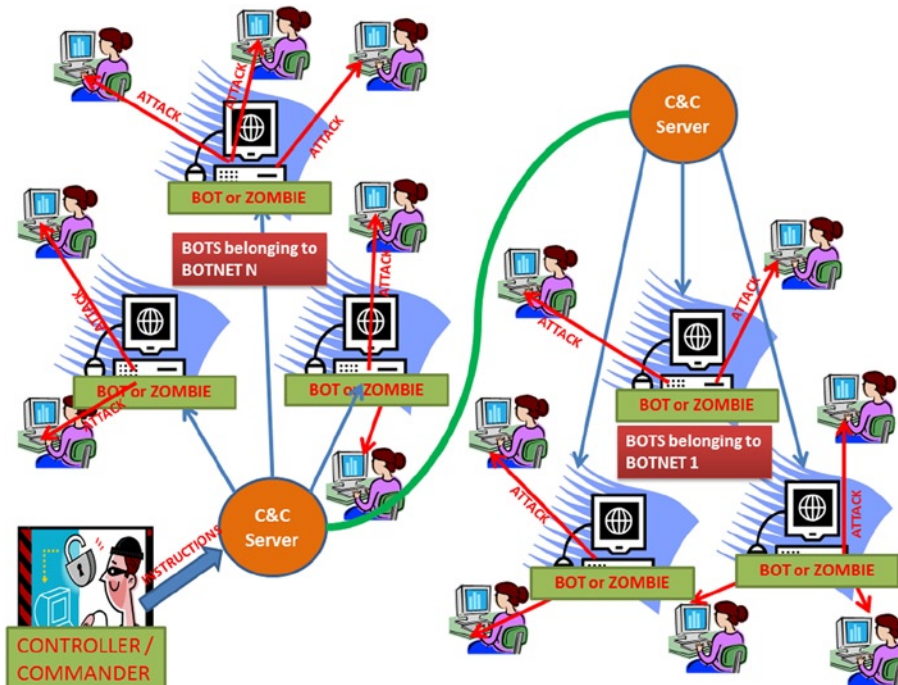 ATTACK
ATTACK
ATTACK
BOT or ZOMBIE
BOTS belonging to
BOTNET N
ATTACK
ATTACK
BOT or ZOMBIE
ATTACK
BOT or ZOMBIE
C&C
Server
INSTRUCTIONS
CONTROLLER /
COMMANDER
C&C
Server
ATTACK
ATTACK
BOT or ZOMBIE
BOTS belonging to
BOTNET 1
ATTACK
BOT or ZOMBIE
ATTACK
BOT or ZOMBIE